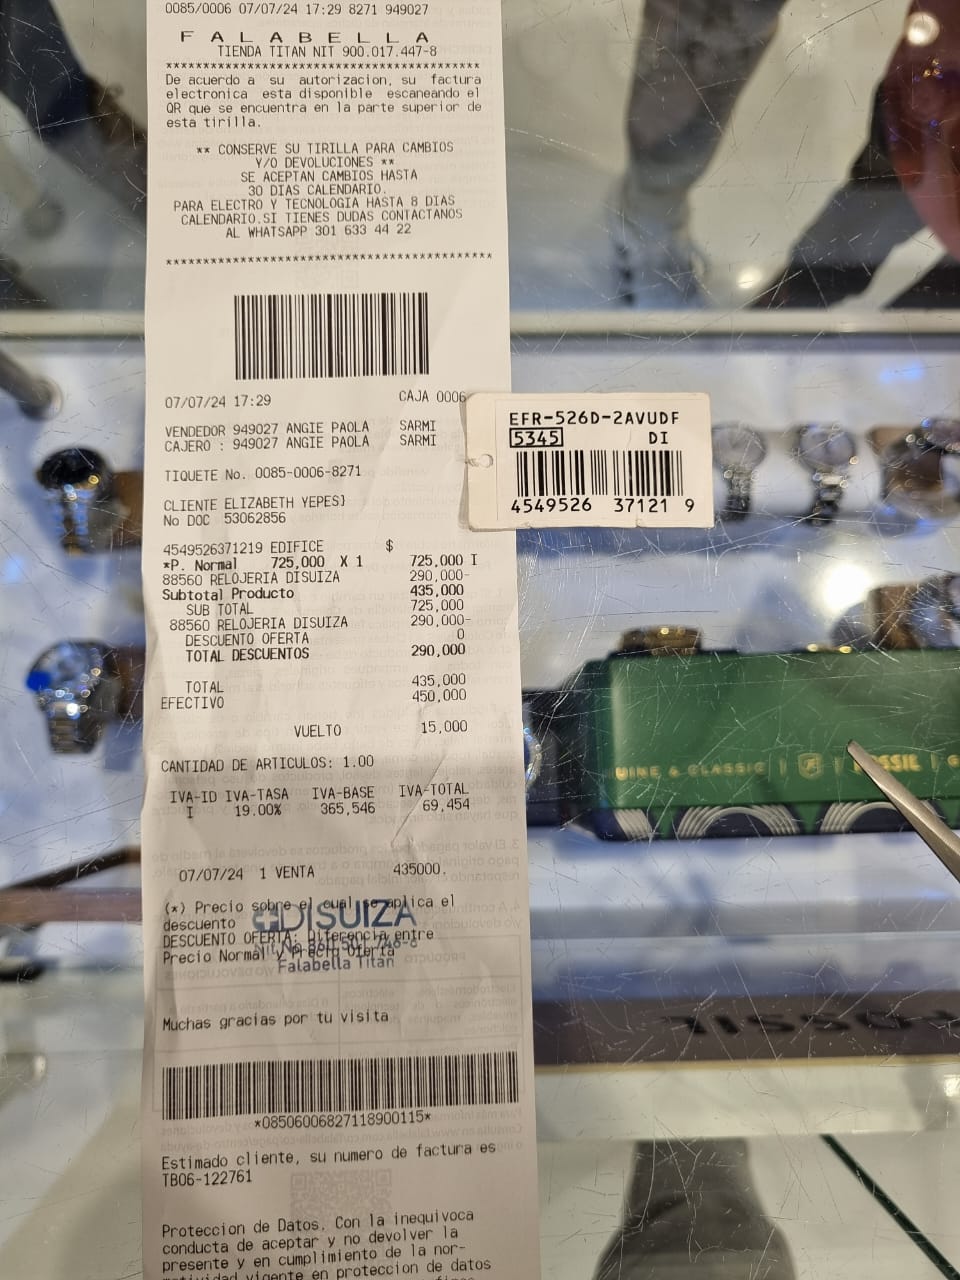 0085/0006 07/07/24 17:29 8271 949027
FALABELLA
TIENDA TITAN NIT 900.017.447-8
**************************************************
De acuerdo a su autorizacion, su factura
electronica esta disponible escaneando el
QR que se encuentra en la parte superior de
esta tirilla.
** CONSERVE SU TIRILLA PARA CAMBIOS
Y/O DEVOLUCIONES **
SE ACEPTAN CAMBIOS HASTA
30 DIAS CALENDARIO.
PARA ELECTRO Y TECNOLOGIA HASTA 8 DIAS
CALENDARIO.SI TIENES DUDAS CONTACTANOS
AL WHATSAPP 301 633 44 22
**************************************************
07/07/24 17:29 CAJA 0006
VENDEDOR 949027 ANGIE PAOLA SARMI
CAJERO : 949027 ANGIE PAOLA SARMI
TIQUETE No. 0085-0006-8271
CLIENTE ELIZABETH YEPES]
No DOC 53062856
4549526371219 EDIFICE $
*P. Normal 725,000 X 1 725,000 I
88560 RELOJERIA DISUIZA 290,000-
Subtotal Producto 435,000
SUB TOTAL 725,000
88560 RELOJERIA DISUIZA 290,000-
DESCUENTO OFERTA 0
TOTAL DESCUENTOS 290,000
TOTAL 435,000
EFECTIVO 450,000
VUELTO 15,000
CANTIDAD DE ARTICULOS: 1.00
IVA-ID IVA-TASA IVA-BASE IVA-TOTAL
I 19.00% 365,546 69,454
07/07/24 1 VENTA 435000.
(*) Precio sobre el cual se aplica el
descuento
DISUIZA
DESCUENTO OFERTA: Diferencia entre
Precio Normal y Precio Oferta
Falabella Titan
Muchas gracias por tu visita
*08506006827118900115*
Estimado cliente, su numero de factura es
TB06-122761
Proteccion de Datos. Con la inequivoca
conducta de aceptar y no devolver la
presente y en cumplimiento de la nor-
matividad vigente en proteccion de datos
EFR-526D-2AVUDF
5345 DI
4549526 37121 9
& CLASSIC
FOSSIL